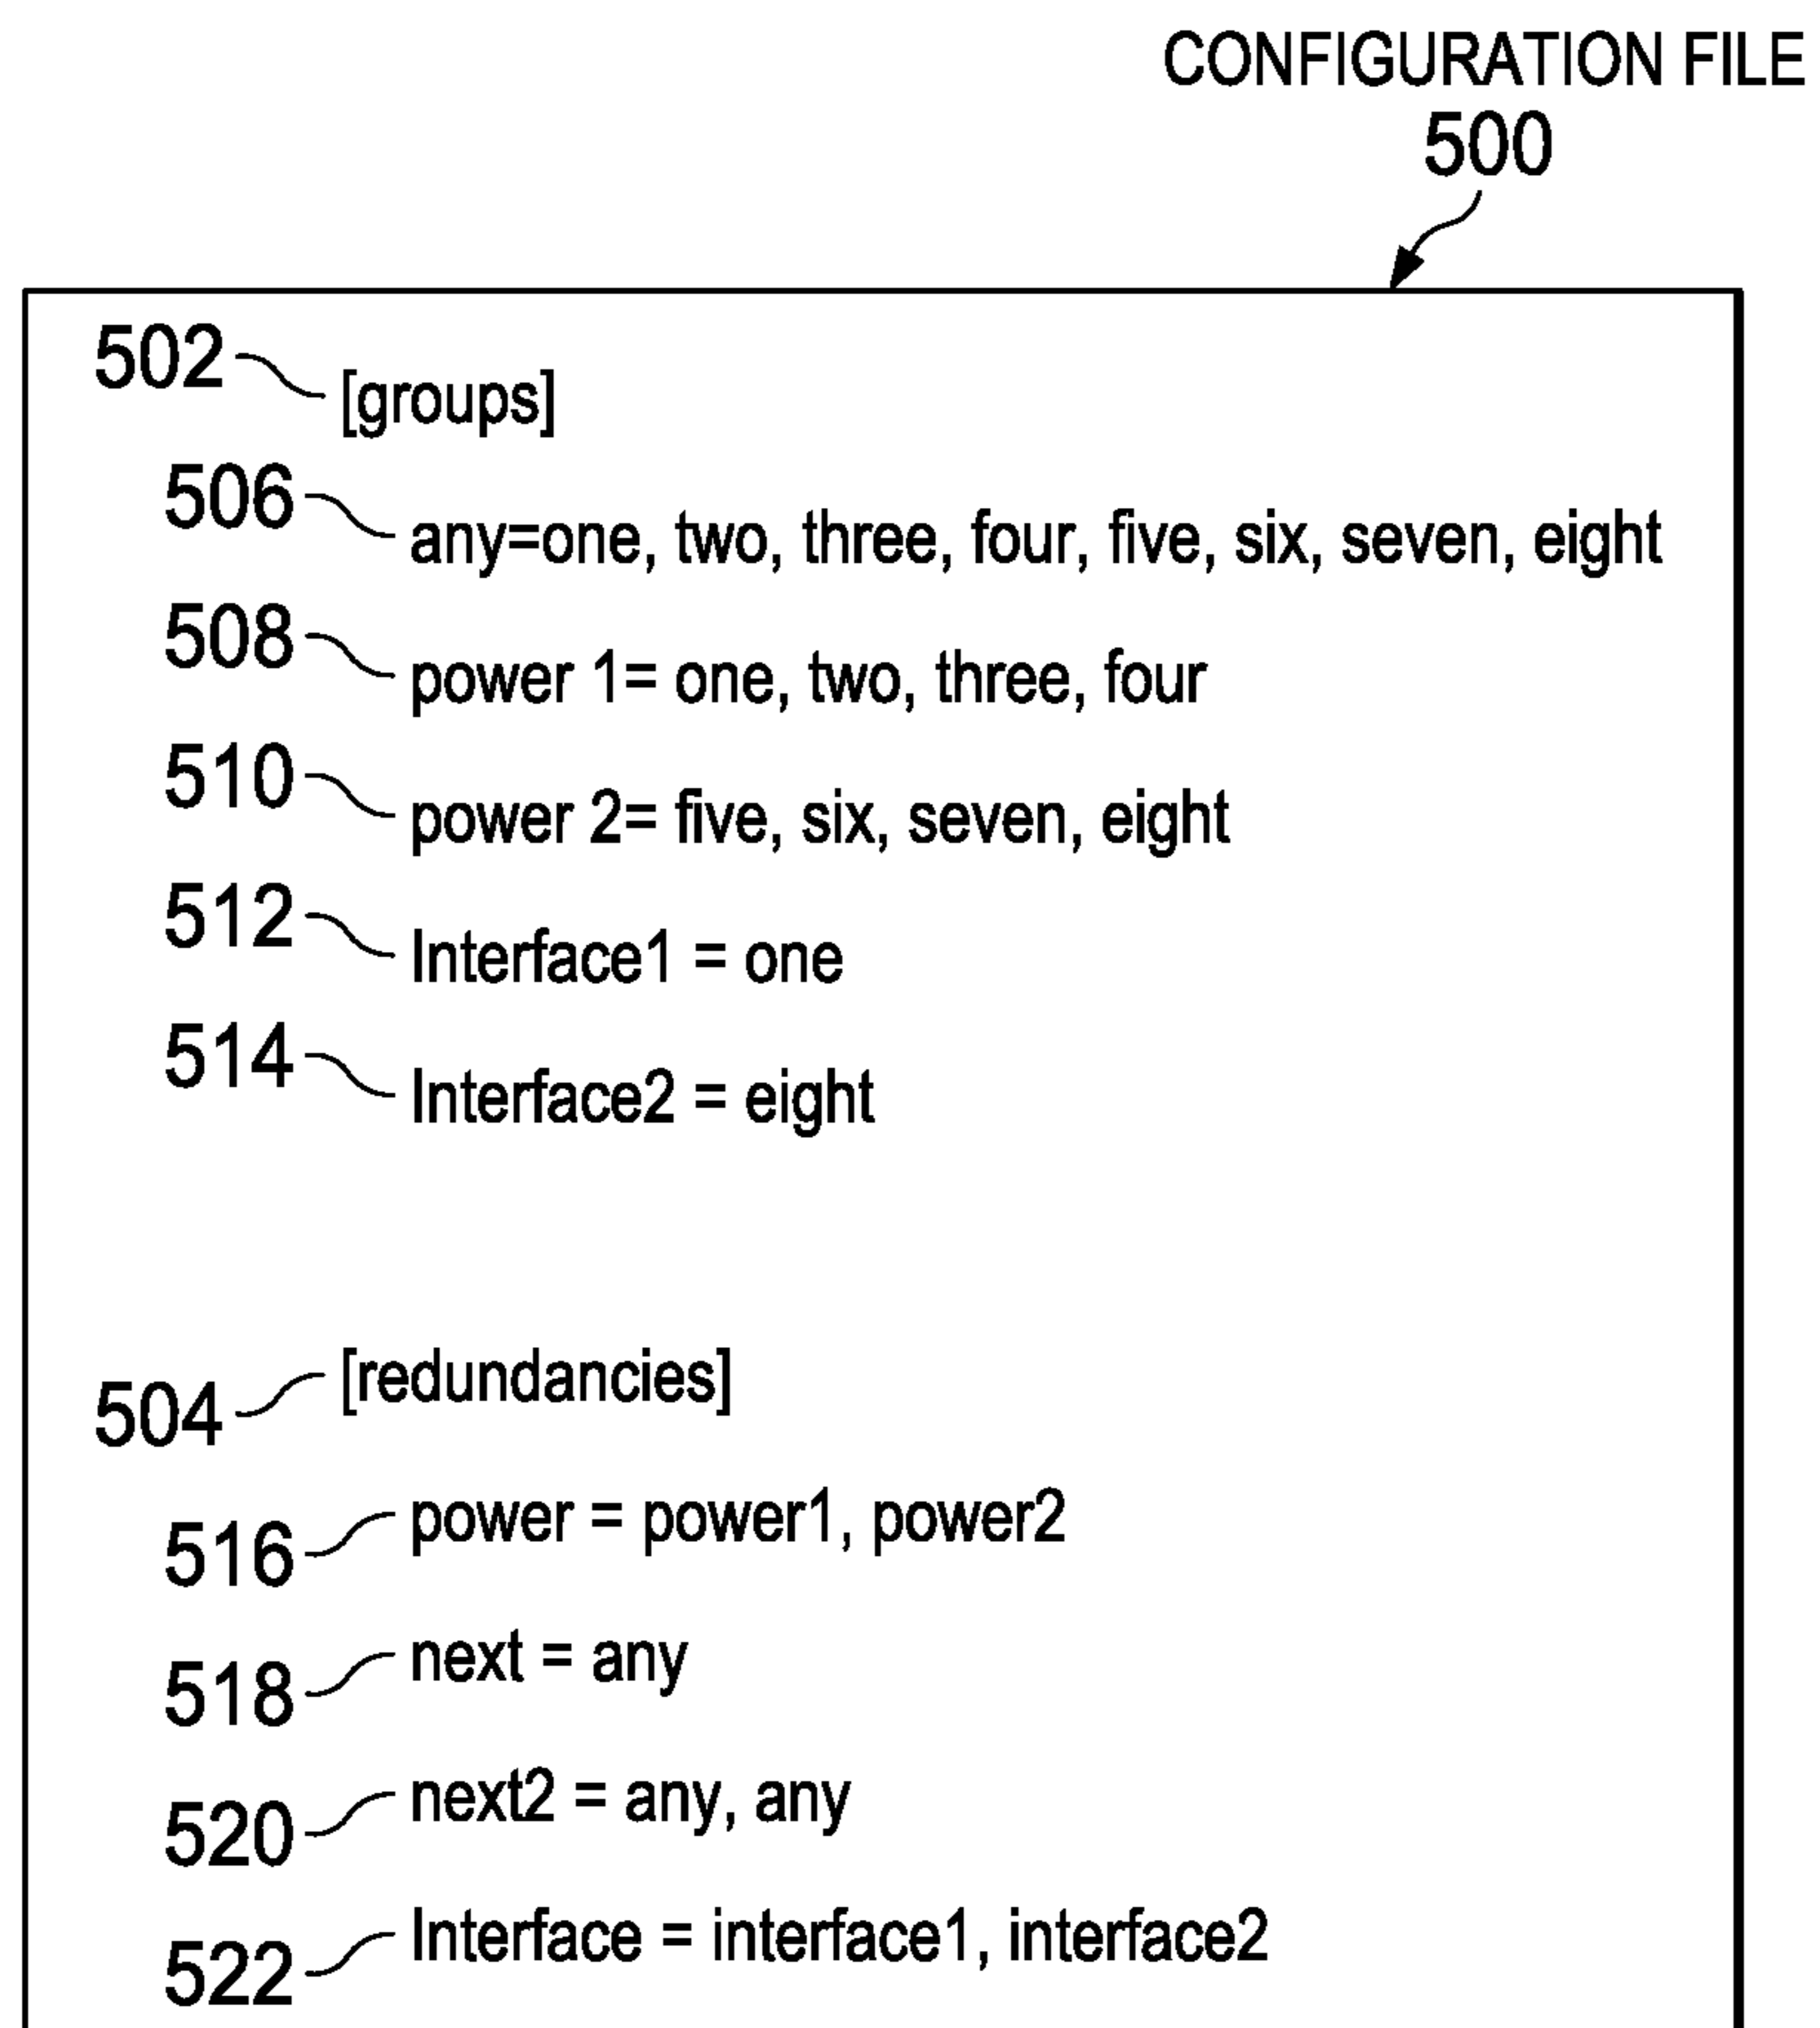 CONFIGURATION FILE
500
502 [groups]
506 any=one, two, three, four, five, six, seven, eight
508 power 1= one, two, three, four
510 power 2= five, six, seven, eight
512 Interface1 = one
514 Interface2 = eight
504 [redundancies]
516 power = power1, power2
518 next = any
520 next2 = any, any
522 Interface = interface1, interface2